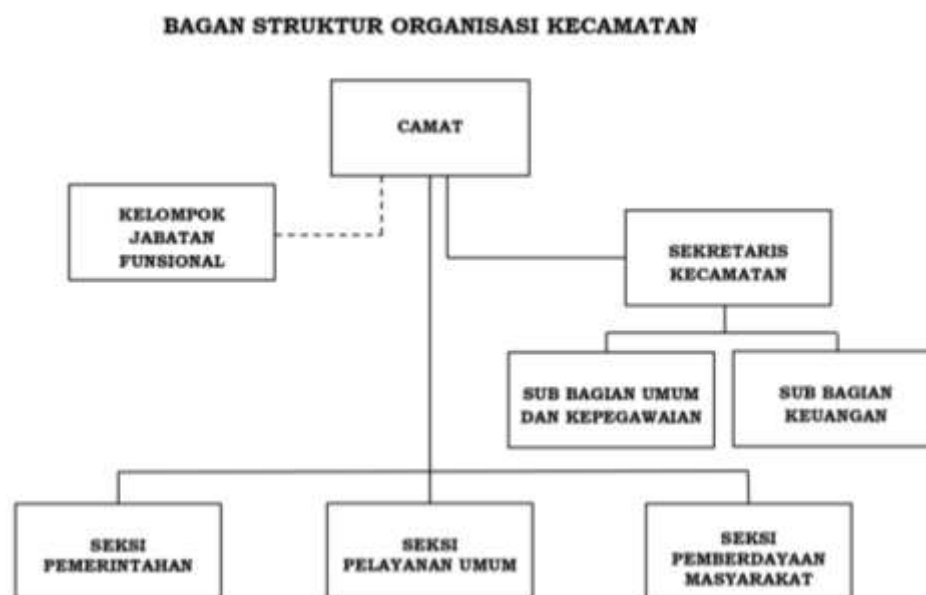 BAGAN STRUKTUR ORGANISASI KECAMATAN
CAMAT
KELOMPOK
JABATAN
FUNSIONAL
SEKRETARIS
KECAMATAN
SUB BAGIAN UMUM
DAN KEPEGAWAIAN
SUB BAGIAN
KEUANGAN
SEKSI
PEMERINTAHAN
SEKSI
PELAYANAN UMUM
SEKSI
PEMBERDAYAAN
MASYARAKAT